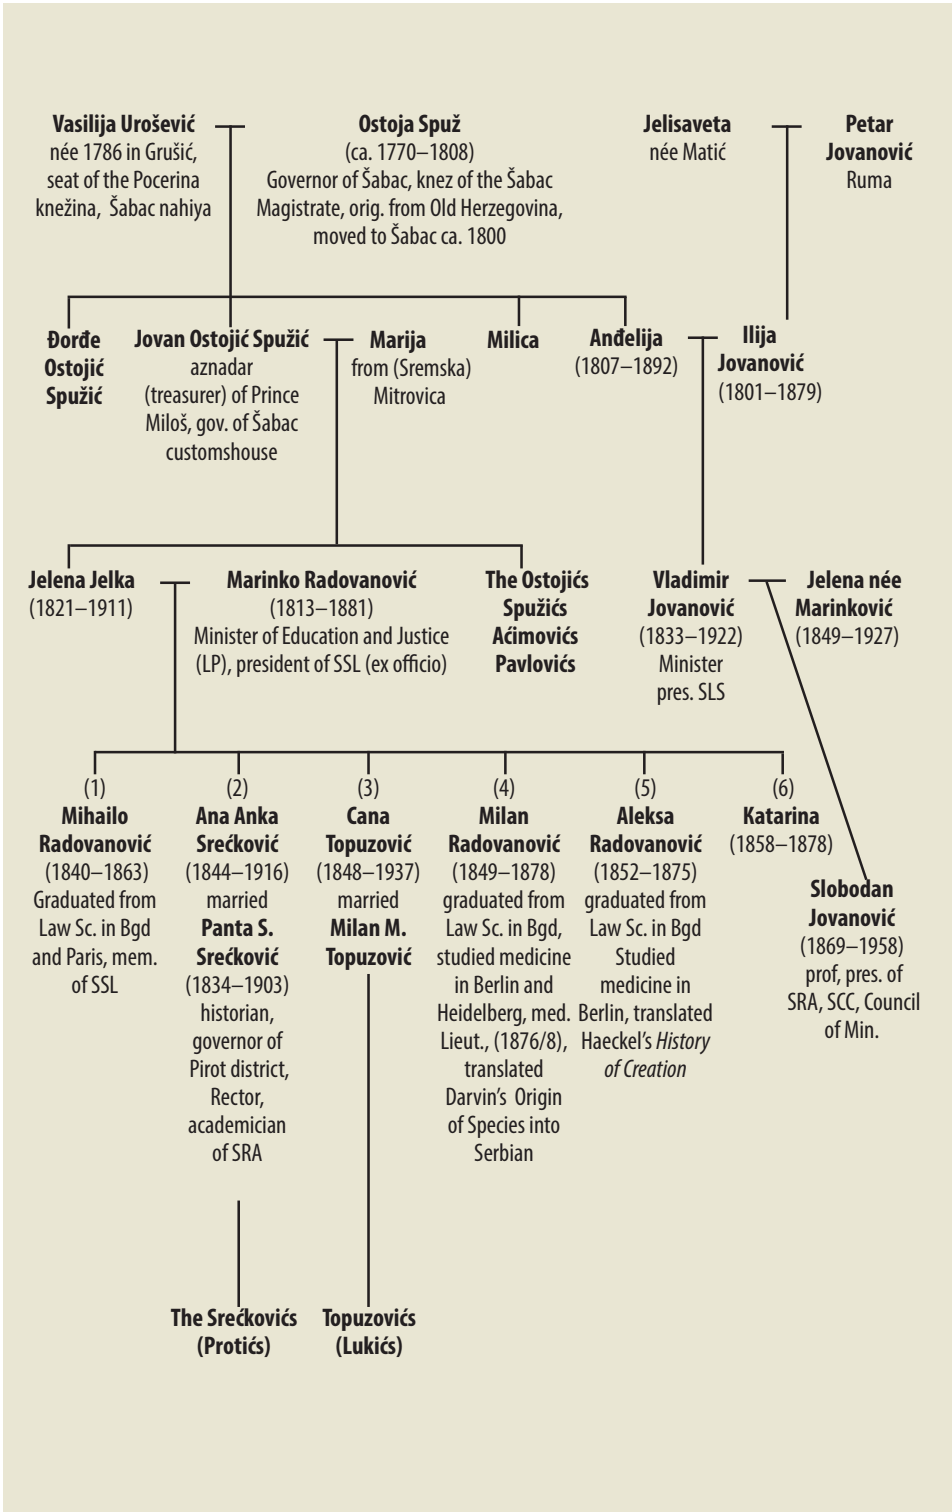 Vasilija Urošević
née 1786 in Grušić,
seat of the Pocerina
knežina, Šabac nahiya
Ostoja Spuž
(ca. 1770–1808)
Governor of Šabac, knez of the Šabac
Magistrate, orig. from Old Herzegovina,
moved to Šabac ca. 1800
Jelisaveta
née Matić
Petar
Jovanović
Ruma
Đorđe
Ostojić
Spužić
Jovan Ostojić Spužić
aznadar
(treasurer) of Prince
Miloš, gov. of Šabac
customshouse
Marija
from (Sremska)
Mitrovica
Milica
Anđelija
(1807–1892)
Ilija
Jovanović
(1801–1879)
Jelena Jelka
(1821–1911)
Marinko Radovanović
(1813–1881)
Minister of Education and Justice
(LP), president of SSL (ex officio)
The Ostojićs
Spužićs
Aćimovićs
Pavlovićs
Vladimir
Jovanović
(1833–1922)
Minister
pres. SLS
Jelena née
Marinković
(1849–1927)
(1)
Mihailo
Radovanović
(1840–1863)
Graduated from
Law Sc. in Bgd
and Paris, mem.
of SSL
(2)
Ana Anka
Srećković
(1844–1916)
married
Panta S.
Srećković
(1834–1903)
historian,
governor of
Pirot district,
Rector,
academician
of SRA
(3)
Cana
Topuzović
(1848–1937)
married
Milan M.
Topuzović
(4)
Milan
Radovanović
(1849–1878)
graduated from
Law Sc. in Bgd,
studied medicine
in Berlin and
Heidelberg, med.
Lieut., (1876/8),
translated
Darvin's Origin
of Species into
Serbian
(5)
Aleksa
Radovanović
(1852–1875)
graduated from
Law Sc. in Bgd
Studied
medicine in
Berlin, translated
Haeckel's History
of Creation
(6)
Katarina
(1858–1878)
Slobodan
Jovanović
(1869–1958)
prof, pres. of
SRA, SCC, Council
of Min.
The Srećkovićs
(Protićs)
Topuzovićs
(Lukićs)